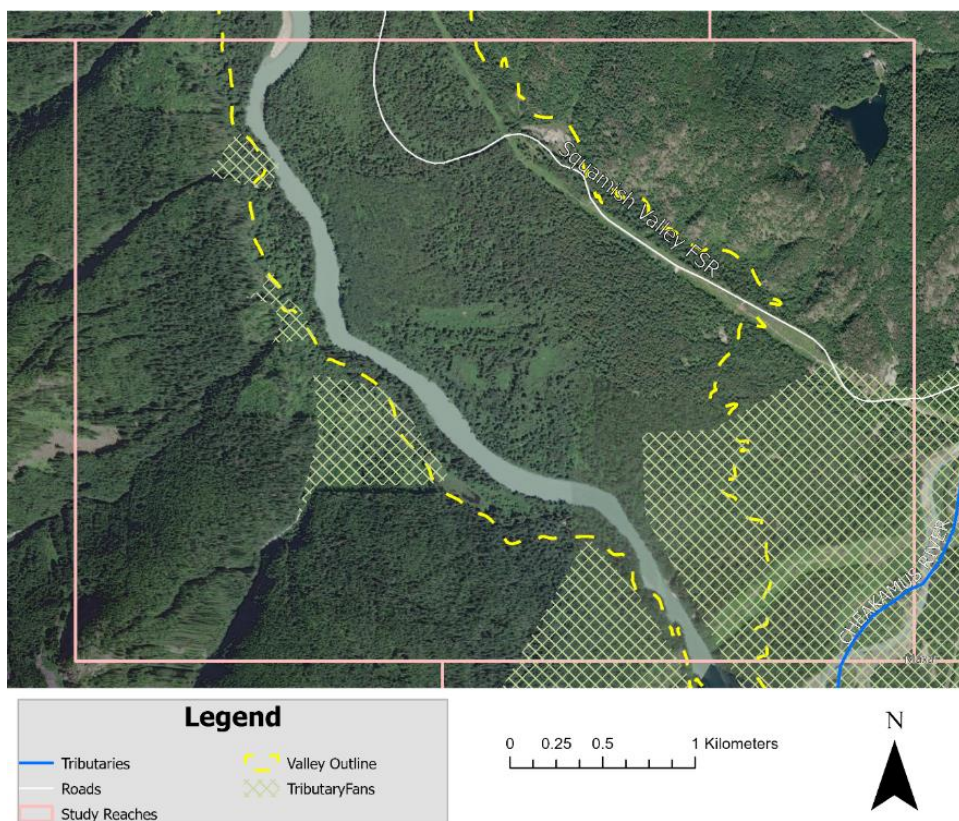 Squamish Valley FSR
CHEAKAMUS RIVER
Legend
Tributaries
Roads
Study Reaches
Valley Outline
TributaryFans
0 0.25 0.5 1 Kilometers
N